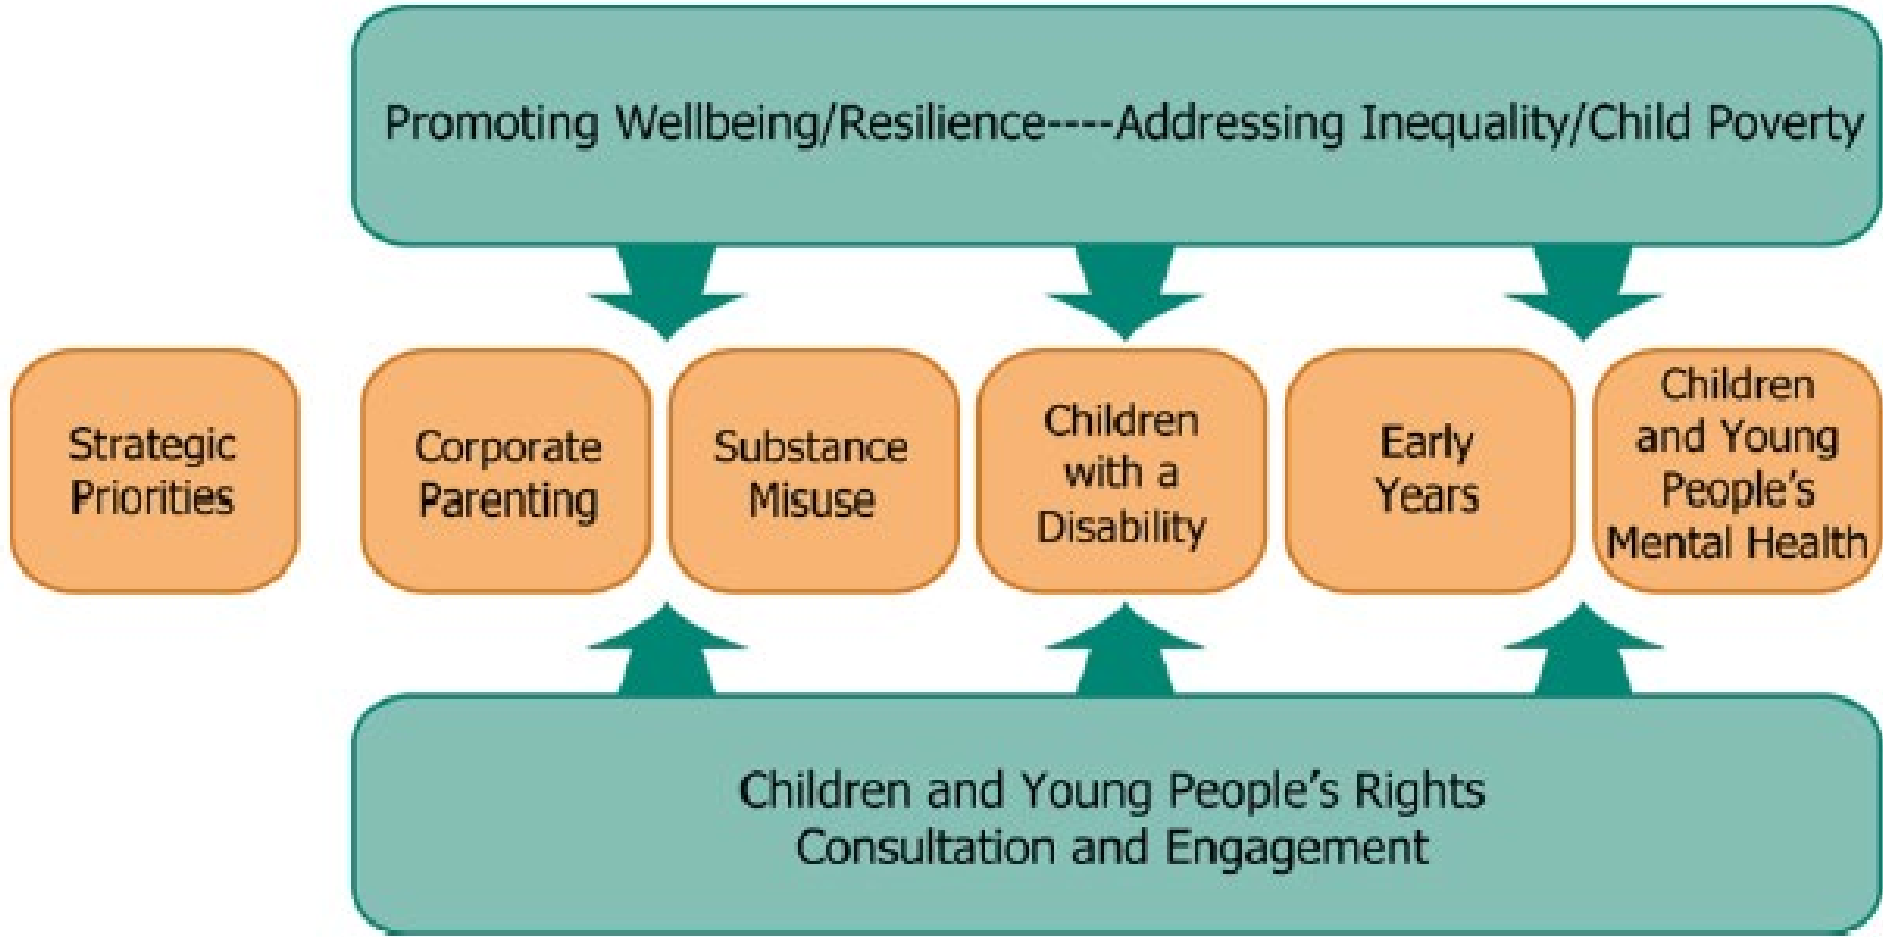 Promoting Wellbeing/Resilience----Addressing Inequality/Child Poverty
Strategic
Priorities
Corporate
Parenting
Substance
Misuse
Children
with a
Disability
Early
Years
Children
and Young
People’s
Mental Health
Children and Young People’s Rights
Consultation and Engagement